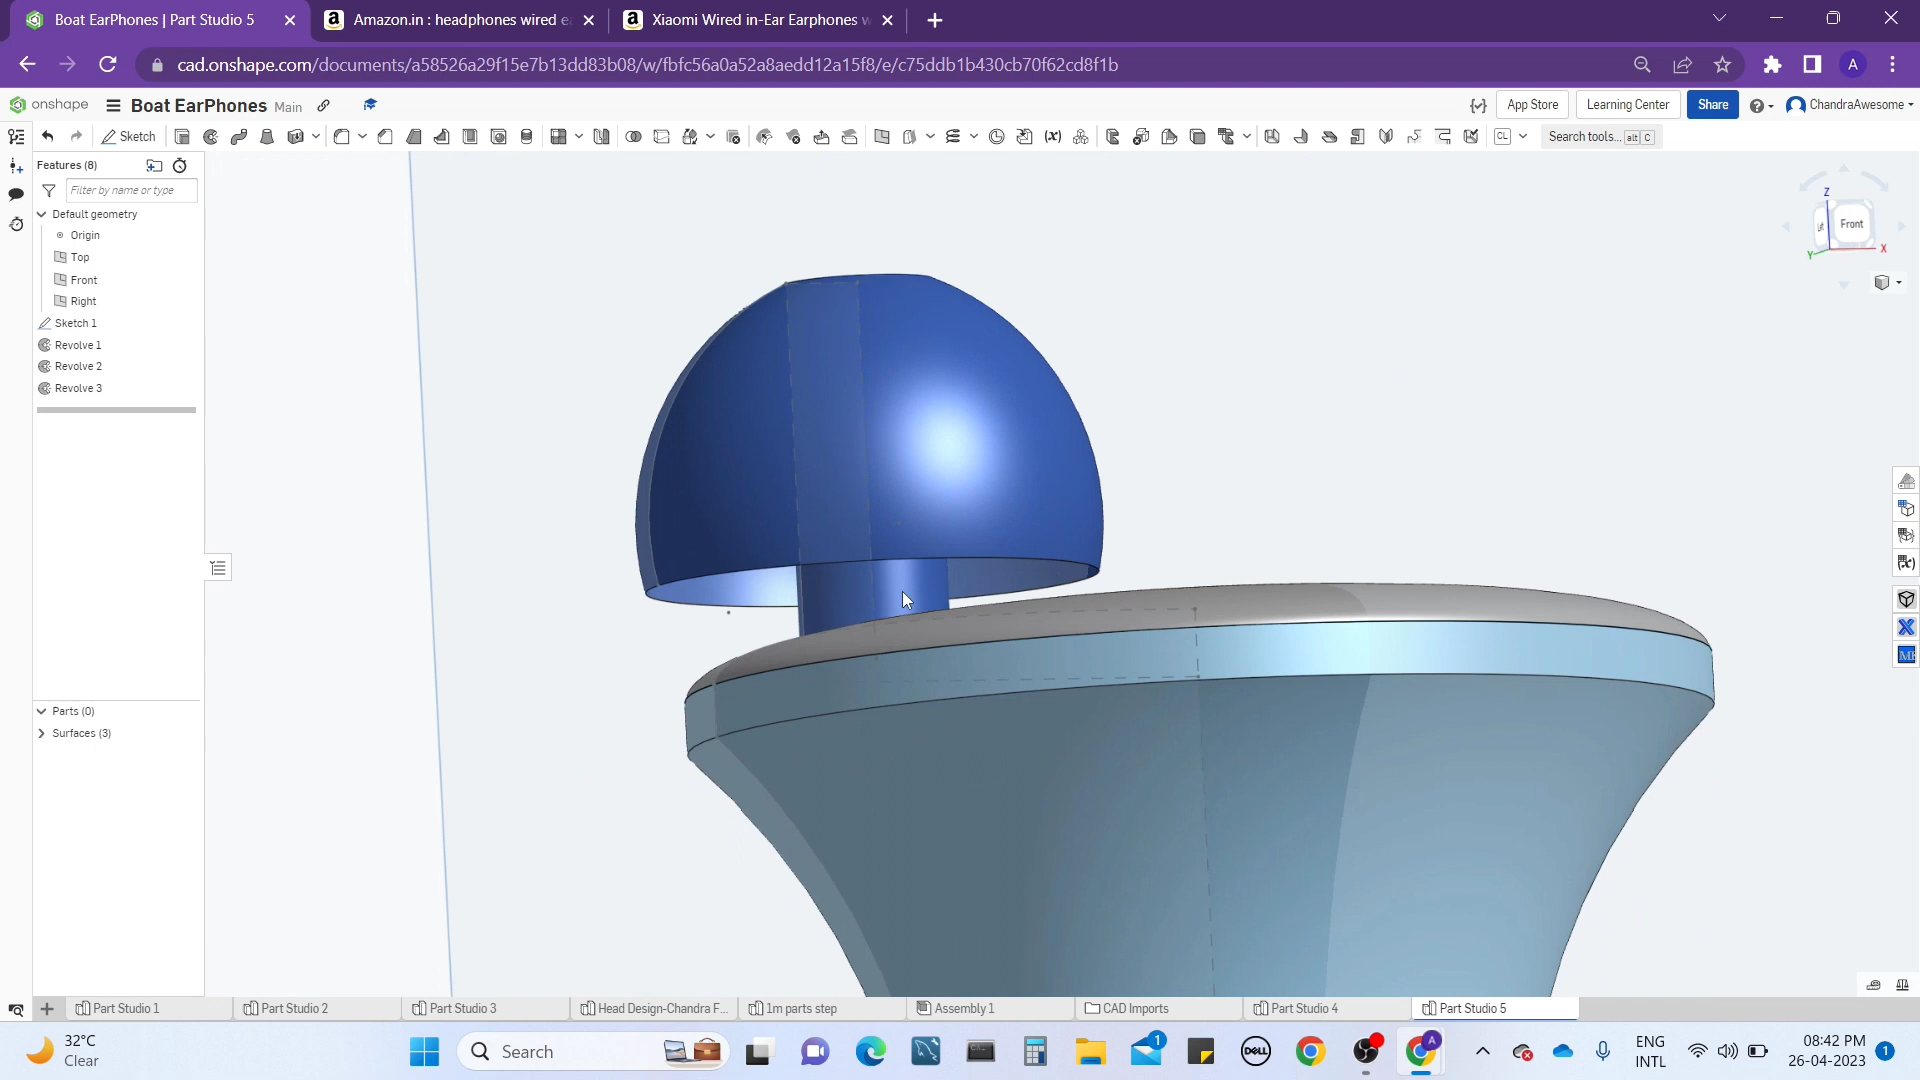 Boat EarPhones | Part Studio 5
Amazon.in : headphones wired ea
Xiaomi Wired in-Ear Earphones w
cad.onshape.com/documents/a58526a29f15e7b13dd83b08/w/fbfc56a0a52a8aedd12a15f8/e/c75ddb1b430cb70f62cd8f1b
A
onshape
Boat EarPhones Main
App Store
Learning Center
Share
ChandraAwesome
Sketch
CL
Search tools... alt C
Features (8)
Filter by name or type
Default geometry
Origin
Top
Front
Right
Sketch 1
Revolve 1
Revolve 2
Revolve 3
Parts (0)
Surfaces (3)
Z
Front
X
Y
Part Studio 1
Part Studio 2
Part Studio 3
Head Design-Chandra F...
1m parts step
Assembly 1
CAD Imports
Part Studio 4
Part Studio 5
32°C
Clear
Search
1
DELL
A
ENG
INTL
08:42 PM
26-04-2023
1